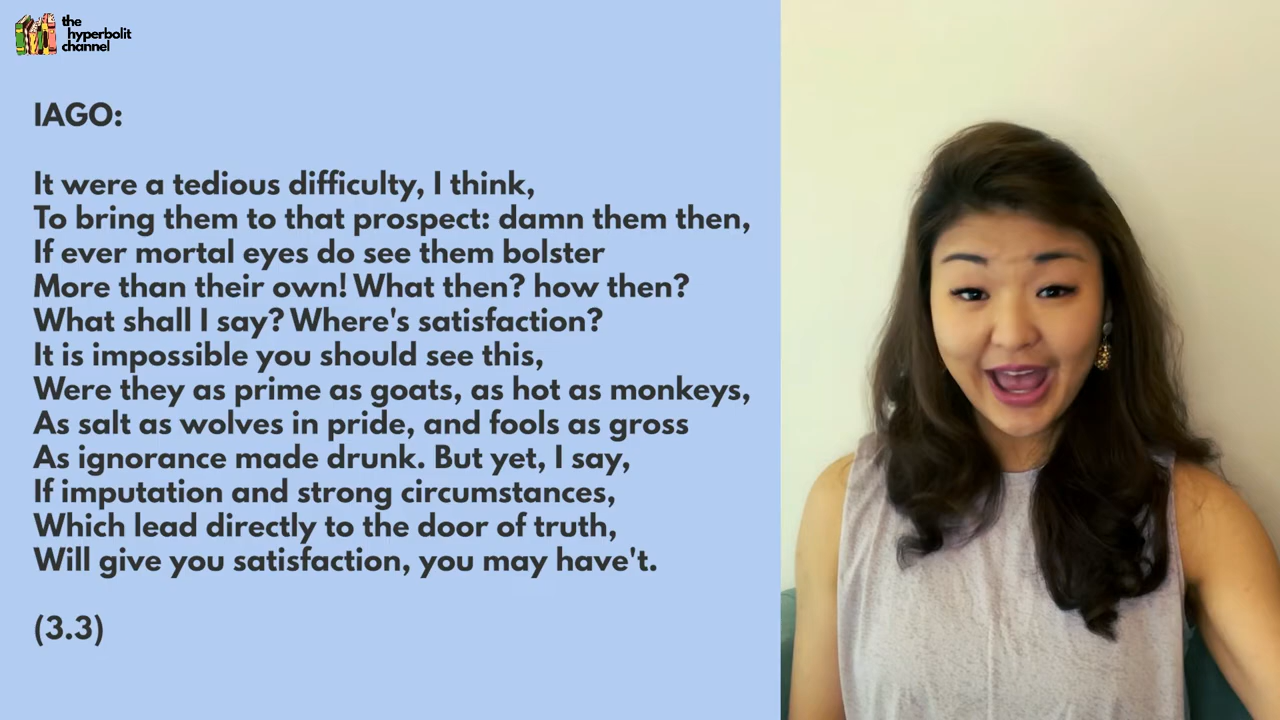 the
hyperbolit
channel
IAGO:
It were a tedious difficulty, I think,
To bring them to that prospect: damn them then,
If ever mortal eyes do see them bolster
More than their own! What then? how then?
What shall I say? Where's satisfaction?
It is impossible you should see this,
Were they as prime as goats, as hot as monkeys,
As salt as wolves in pride, and fools as gross
As ignorance made drunk. But yet, I say,
If imputation and strong circumstances,
Which lead directly to the door of truth,
Will give you satisfaction, you may have't.
(3.3)